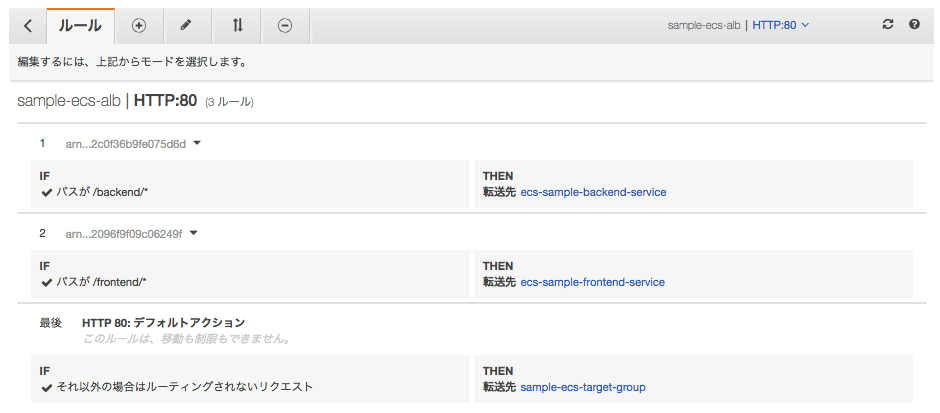 ルール
sample-ecs-alb | HTTP:80
編集するには、上記からモードを選択します。
sample-ecs-alb | HTTP:80 (3 ルール)
1 arn...2c0f36b9fe075d6d
IF THEN
パスが /backend/* 転送先 ecs-sample-backend-service
2 arn...2096f9f09c06249f
IF THEN
パスが /frontend/* 転送先 ecs-sample-frontend-service
最後 HTTP 80: デフォルトアクション
このルールは、移動も制限もできません。
IF THEN
それ以外の場合はルーティングされないリクエスト 転送先 sample-ecs-target-group